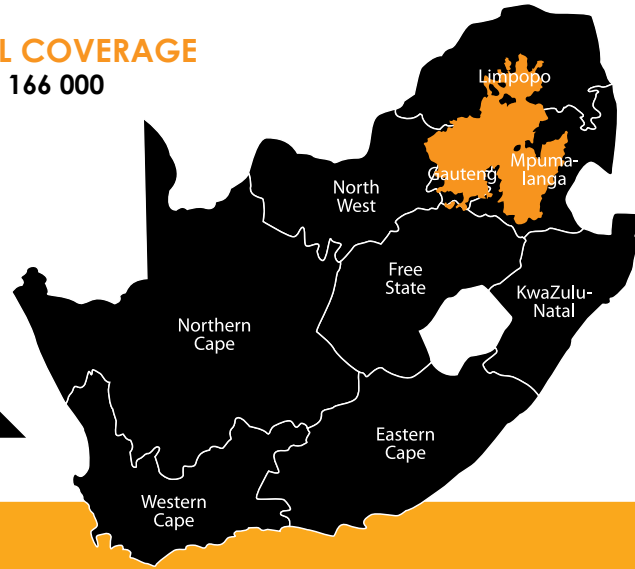 L COVERAGE
166 000
Limpopo
Gauteng
Mpuma-
langa
North
West
Free
State
KwaZulu-
Natal
Northern
Cape
Eastern
Cape
Western
Cape